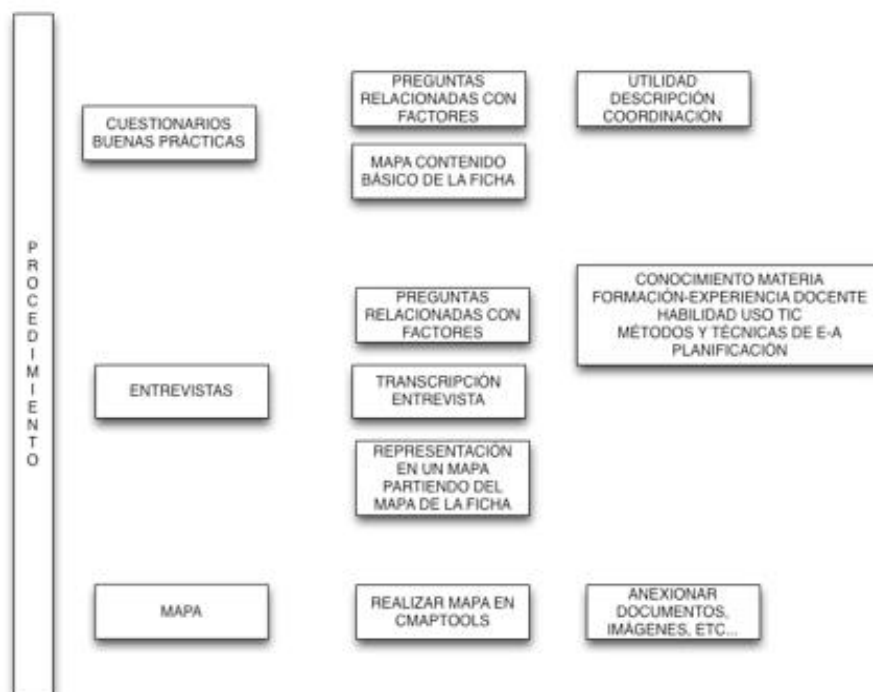 PROCEDIMIENTO
CUESTIONARIOS
BUENAS PRÁCTICAS
PREGUNTAS
RELACIONADAS CON
FACTORES
UTILIDAD
DESCRIPCIÓN
COORDINACIÓN
MAPA CONTENIDO
BÁSICO DE LA FICHA
ENTREVISTAS
PREGUNTAS
RELACIONADAS CON
FACTORES
CONOCIMIENTO MATERIA
FORMACIÓN-EXPERIENCIA DOCENTE
HABILIDAD USO TIC
MÉTODOS Y TÉCNICAS DE E-A
PLANIFICACIÓN
TRANSCRIPCIÓN
ENTREVISTA
REPRESENTACIÓN
EN UN MAPA
PARTIENDO DEL
MAPA DE LA FICHA
MAPA
REALIZAR MAPA EN
CMAPTOOLS
ANEXIONAR
DOCUMENTOS,
IMÁGENES, ETC...